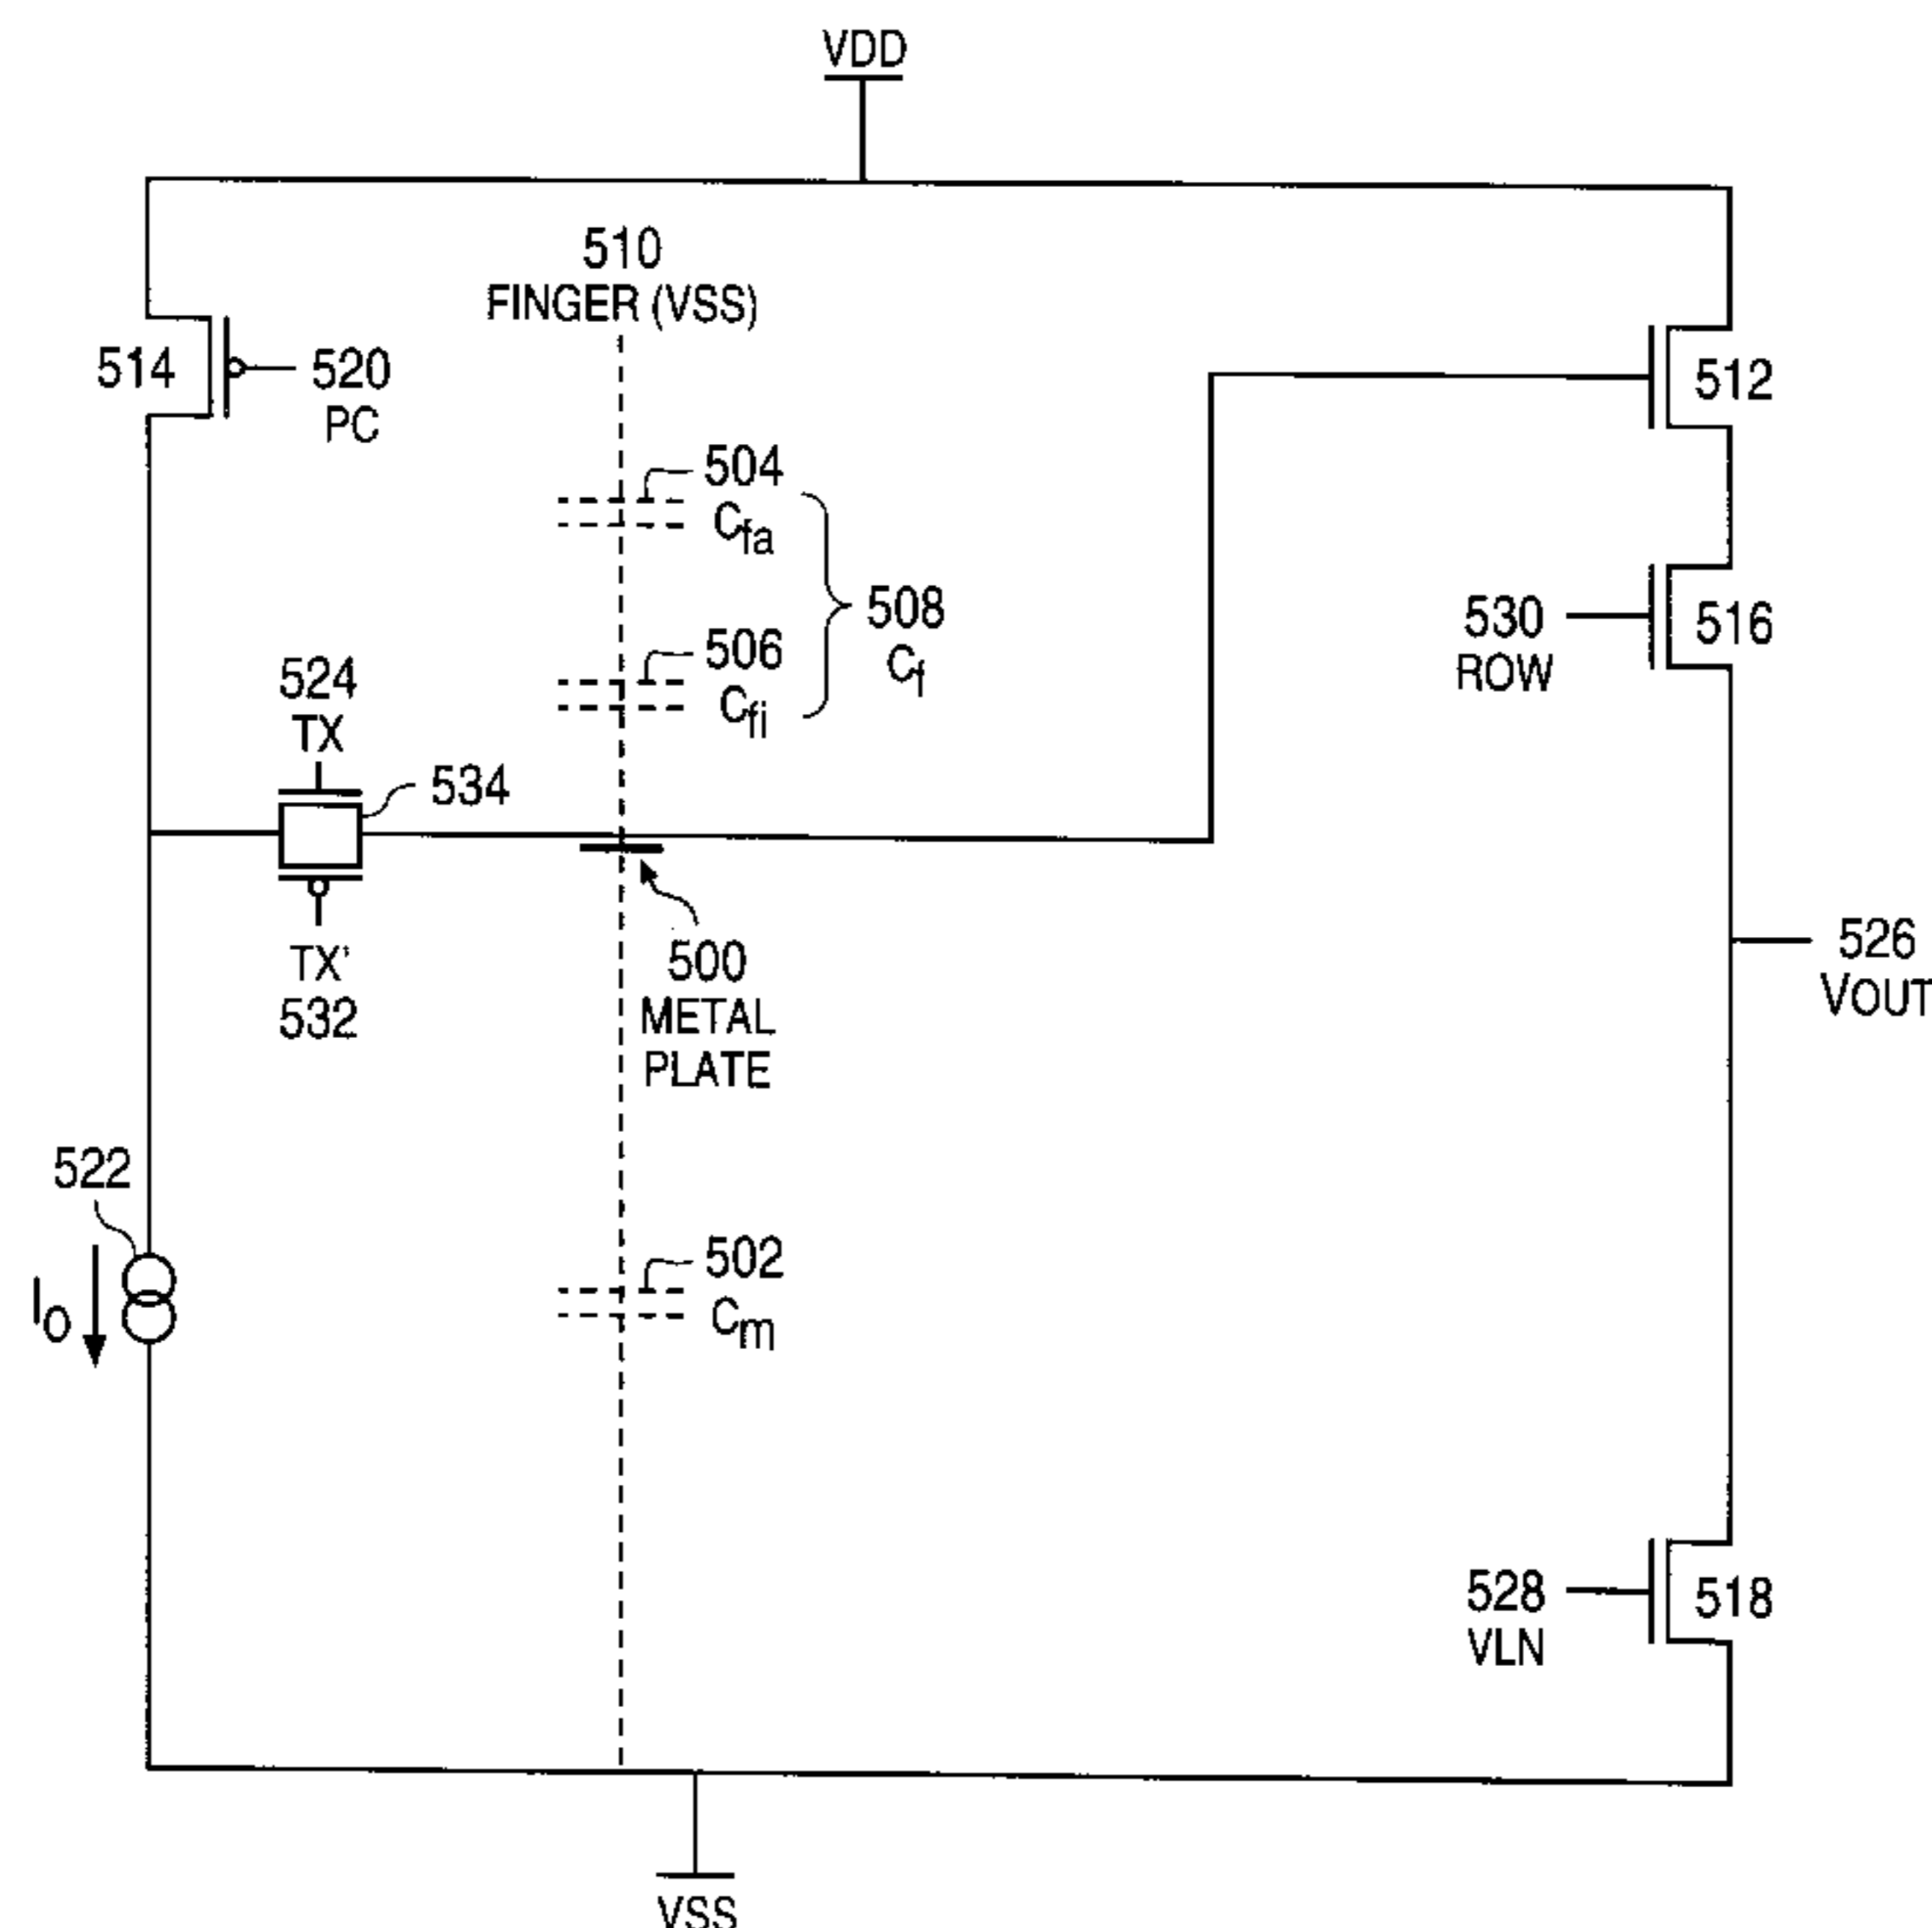 VDD
510
FINGER (VSS)
514
520
PC
504
Cfa
508
Cf
506
Cfi
512
530
ROW
516
524
TX
534
TX'
532
500
METAL
PLATE
526
VOUT
522
IO
502
Cm
528
VLN
518
VSS